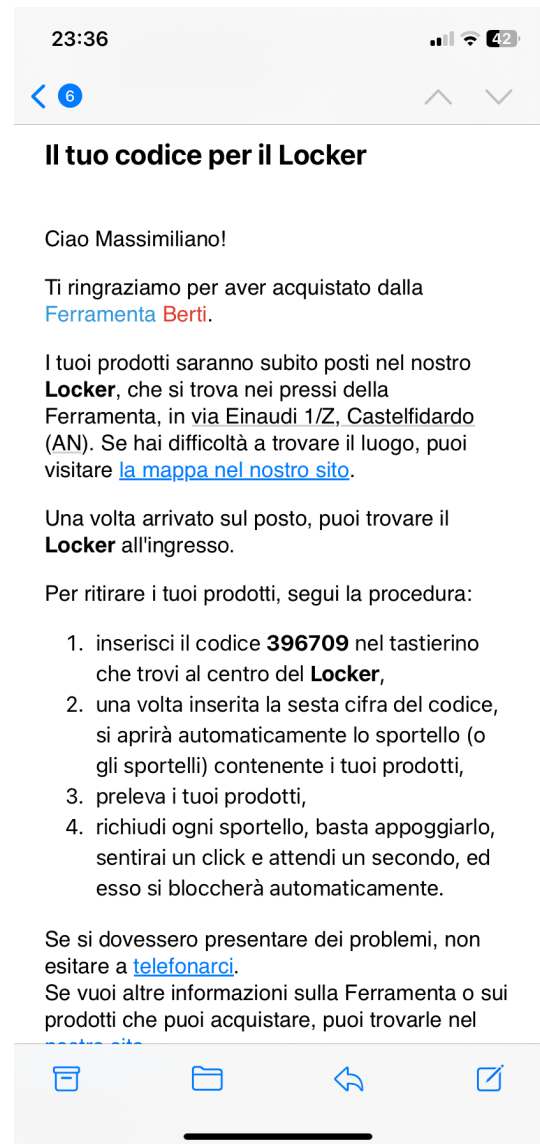 23:36
42
6
Il tuo codice per il Locker
Ciao Massimiliano!
Ti ringraziamo per aver acquistato dalla
Ferramenta Berti.
I tuoi prodotti saranno subito posti nel nostro
Locker, che si trova nei pressi della
Ferramenta, in via Einaudi 1/Z, Castelfidardo
(AN). Se hai difficoltà a trovare il luogo, puoi
visitare la mappa nel nostro sito.
Una volta arrivato sul posto, puoi trovare il
Locker all'ingresso.
Per ritirare i tuoi prodotti, segui la procedura:
1. inserisci il codice 396709 nel tastierino
che trovi al centro del Locker,
2. una volta inserita la sesta cifra del codice,
si aprirà automaticamente lo sportello (o
gli sportelli) contenente i tuoi prodotti,
3. preleva i tuoi prodotti,
4. richiudi ogni sportello, basta appoggiarlo,
sentirai un click e attendi un secondo, ed
esso si bloccherà automaticamente.
Se si dovessero presentare dei problemi, non
esitare a telefonarci.
Se vuoi altre informazioni sulla Ferramenta o sui
prodotti che puoi acquistare, puoi trovarle nel
nostro sito